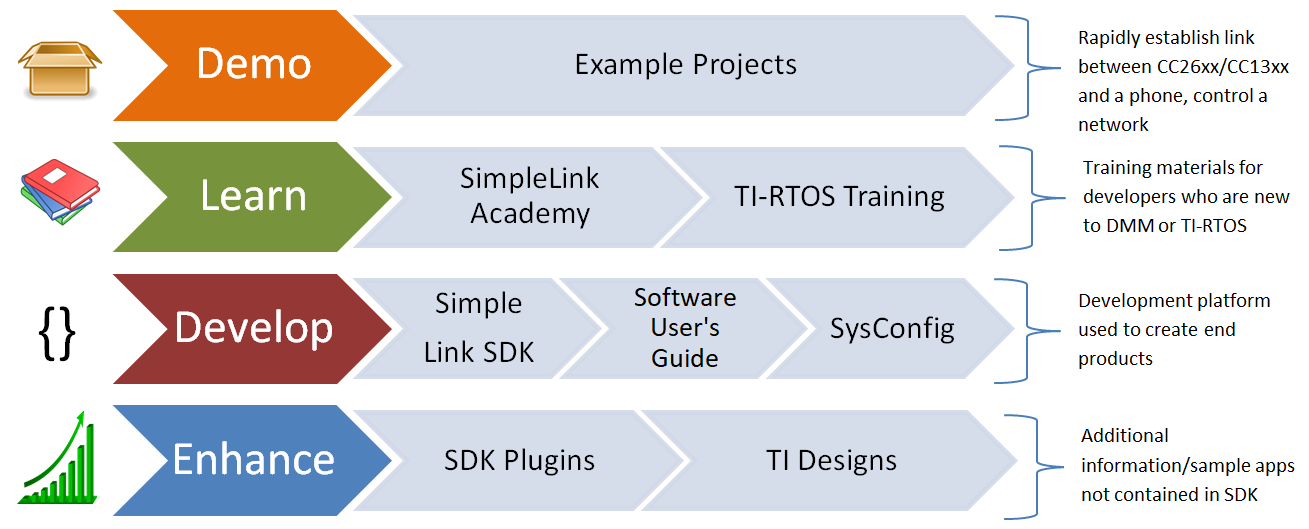 Demo
Example Projects
Rapidly establish link
between CC26xx/CC13xx
and a phone, control a
network
Learn
SimpleLink
Academy
TI-RTOS Training
Training materials for
developers who are new
to DMM or TI-RTOS
{}
Develop
Simple
Link SDK
Software
User's
Guide
SysConfig
Development platform
used to create end
products
Enhance
SDK Plugins
TI Designs
Additional
information/sample apps
not contained in SDK